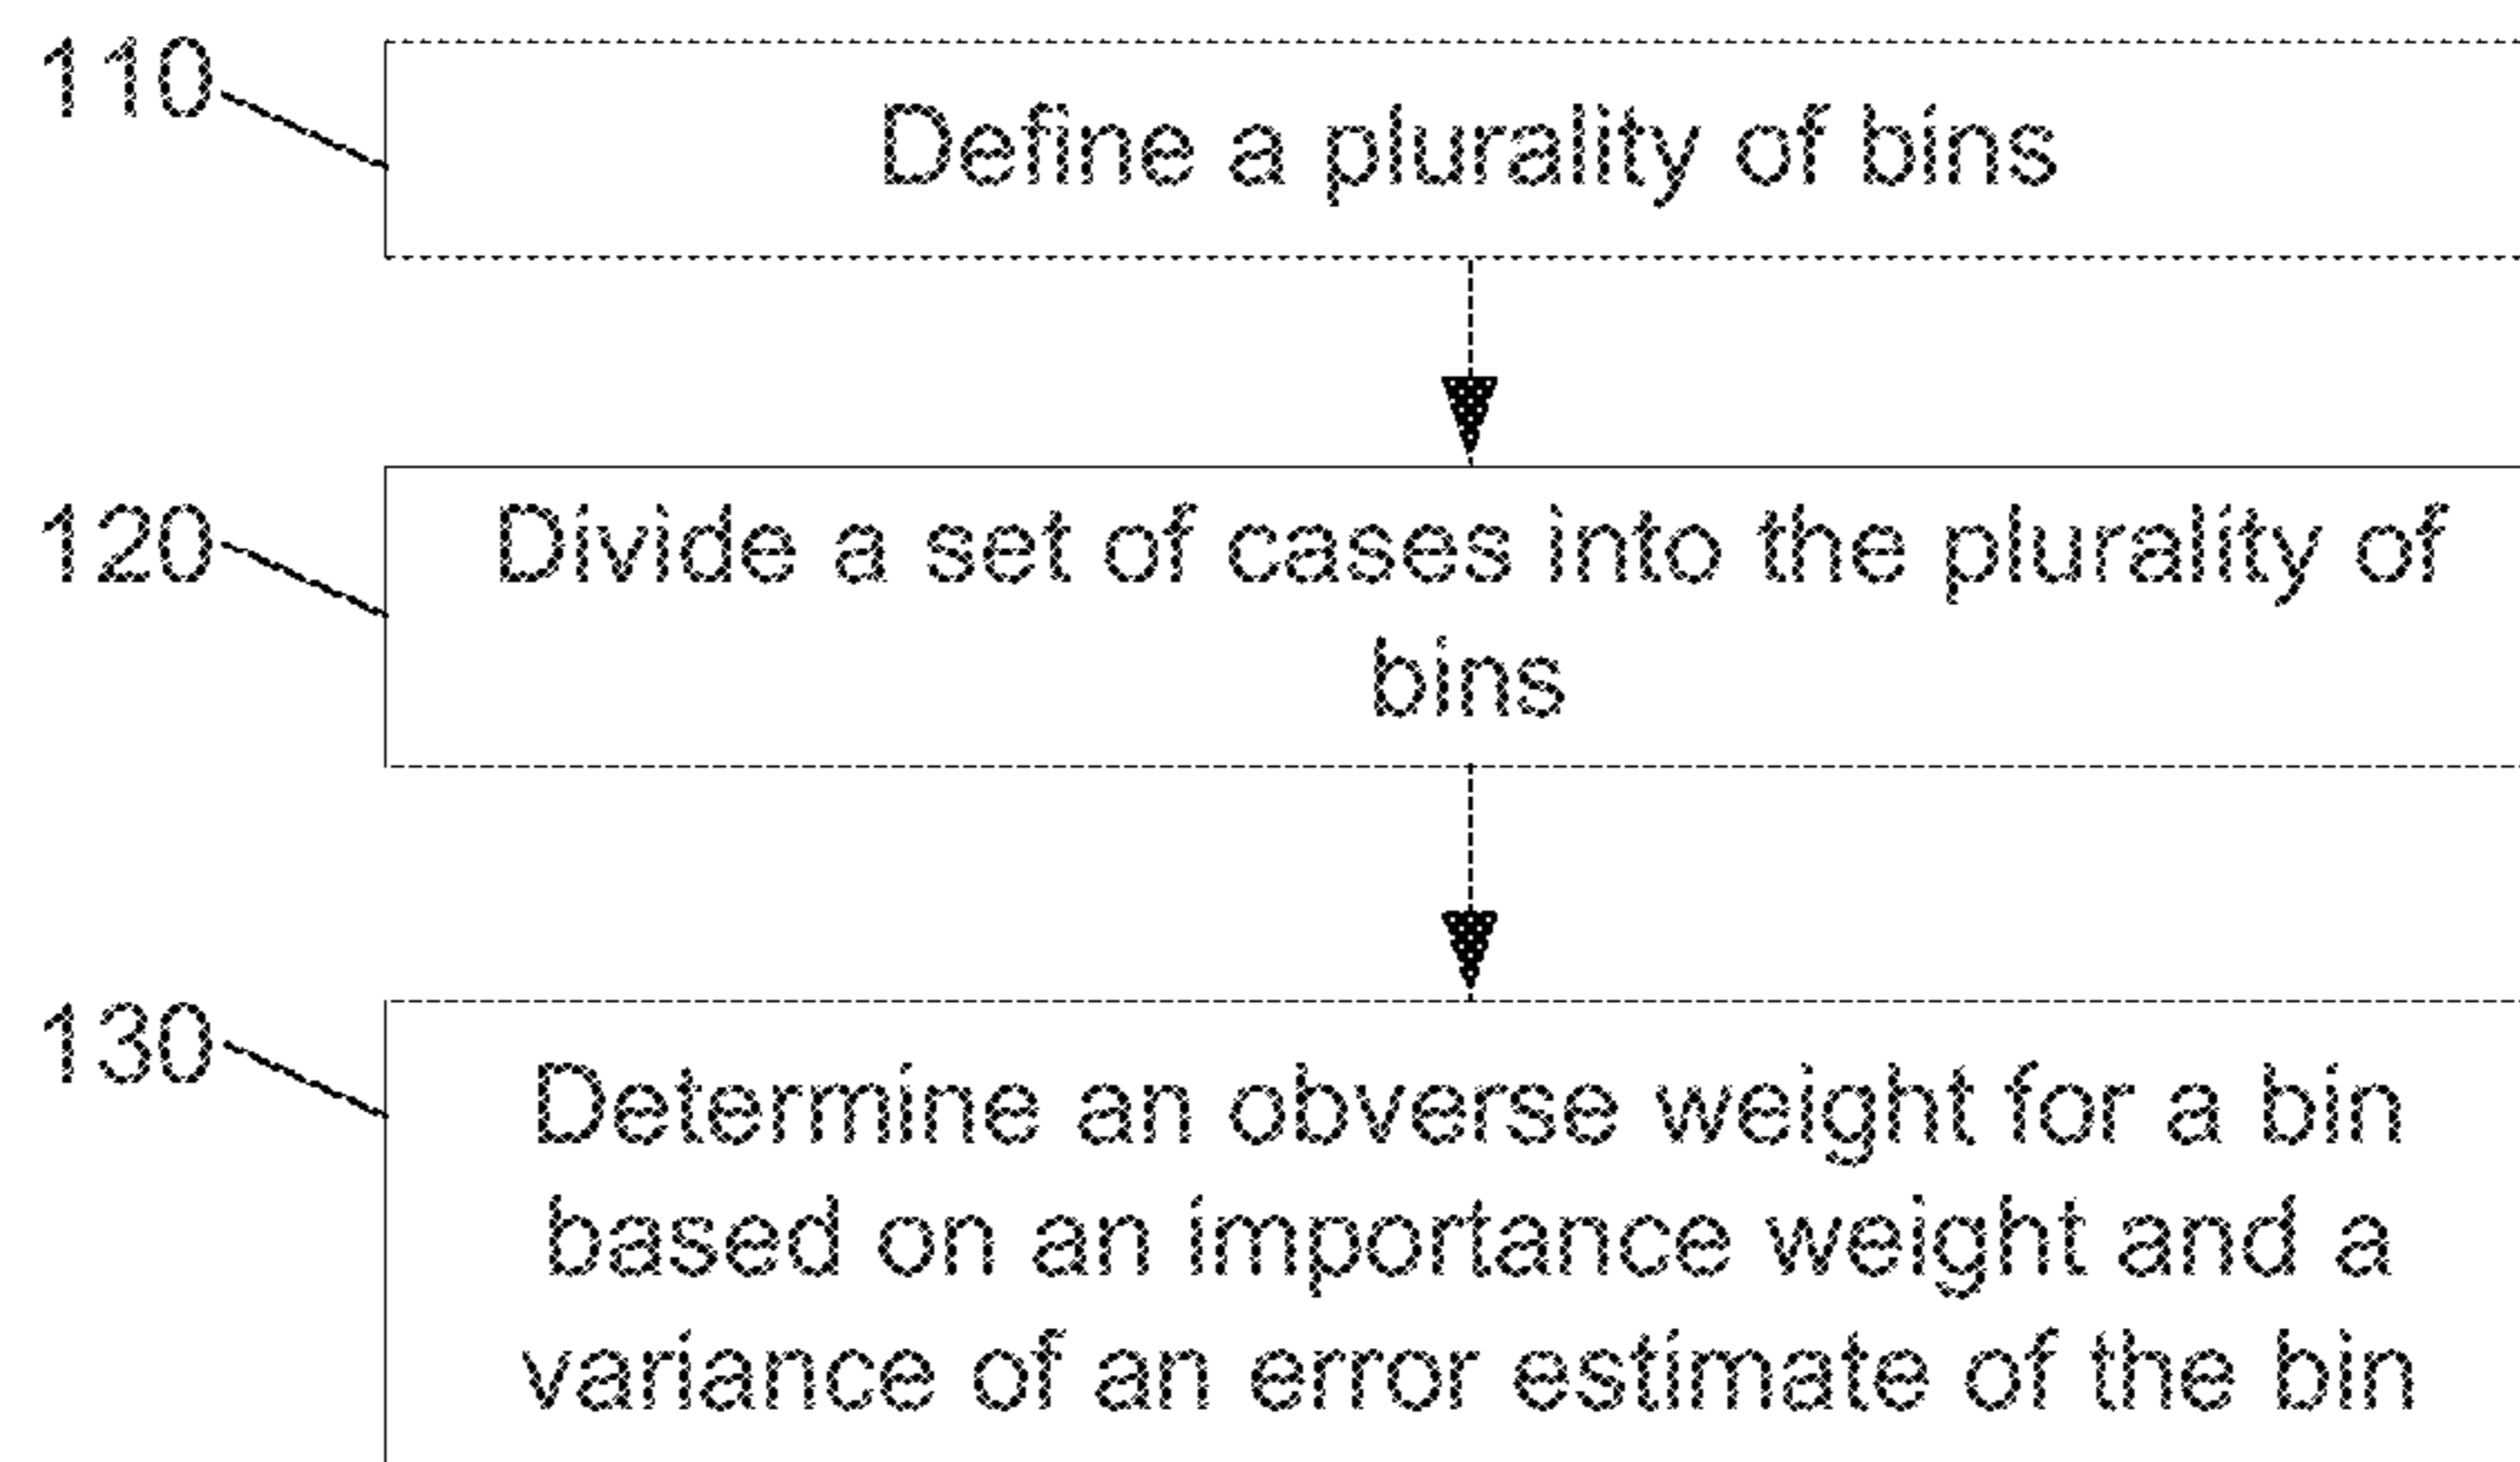 110
Define a plurality of bins
120
Divide a set of cases into the plurality of
bins
130
Determine an obverse weight for a bin
based on an importance weight and a
variance of an error estimate of the bin